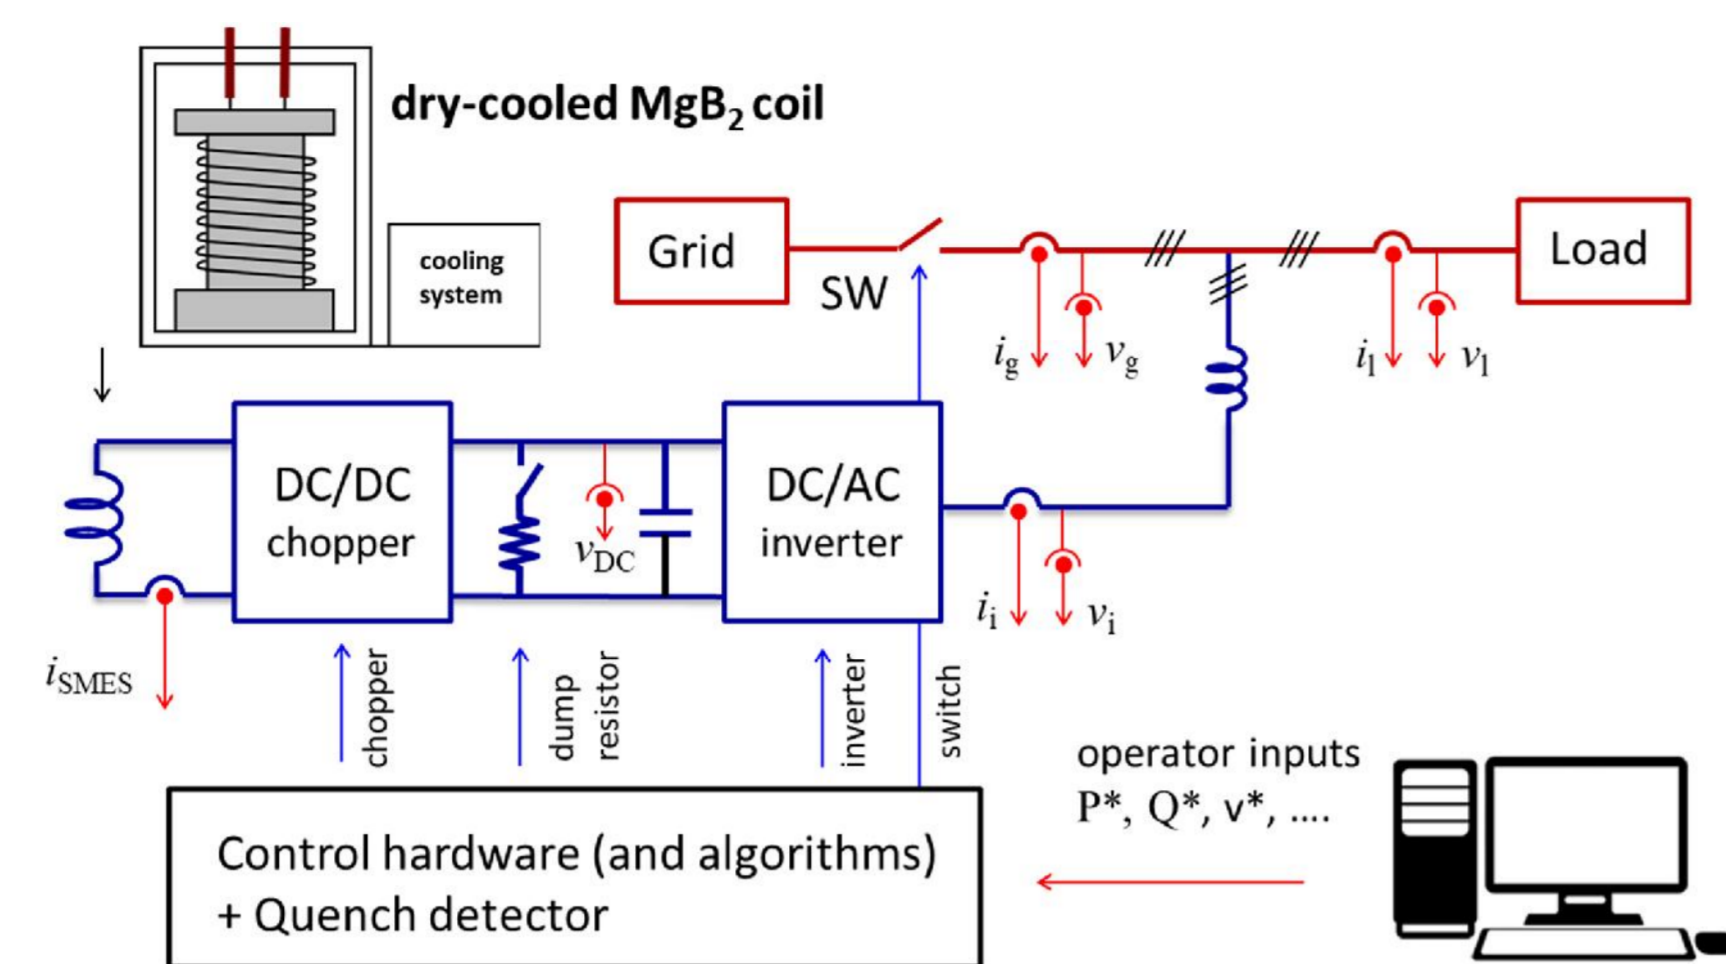 dry-cooled MgB2 coil
cooling
system
Grid
SW
Load
ig
vg
il
vl
DC/DC
chopper
vDC
DC/AC
inverter
ii
vi
iSMES
chopper
dump
resistor
inverter
switch
operator inputs
P*, Q*, v*, ....
Control hardware (and algorithms)
+ Quench detector